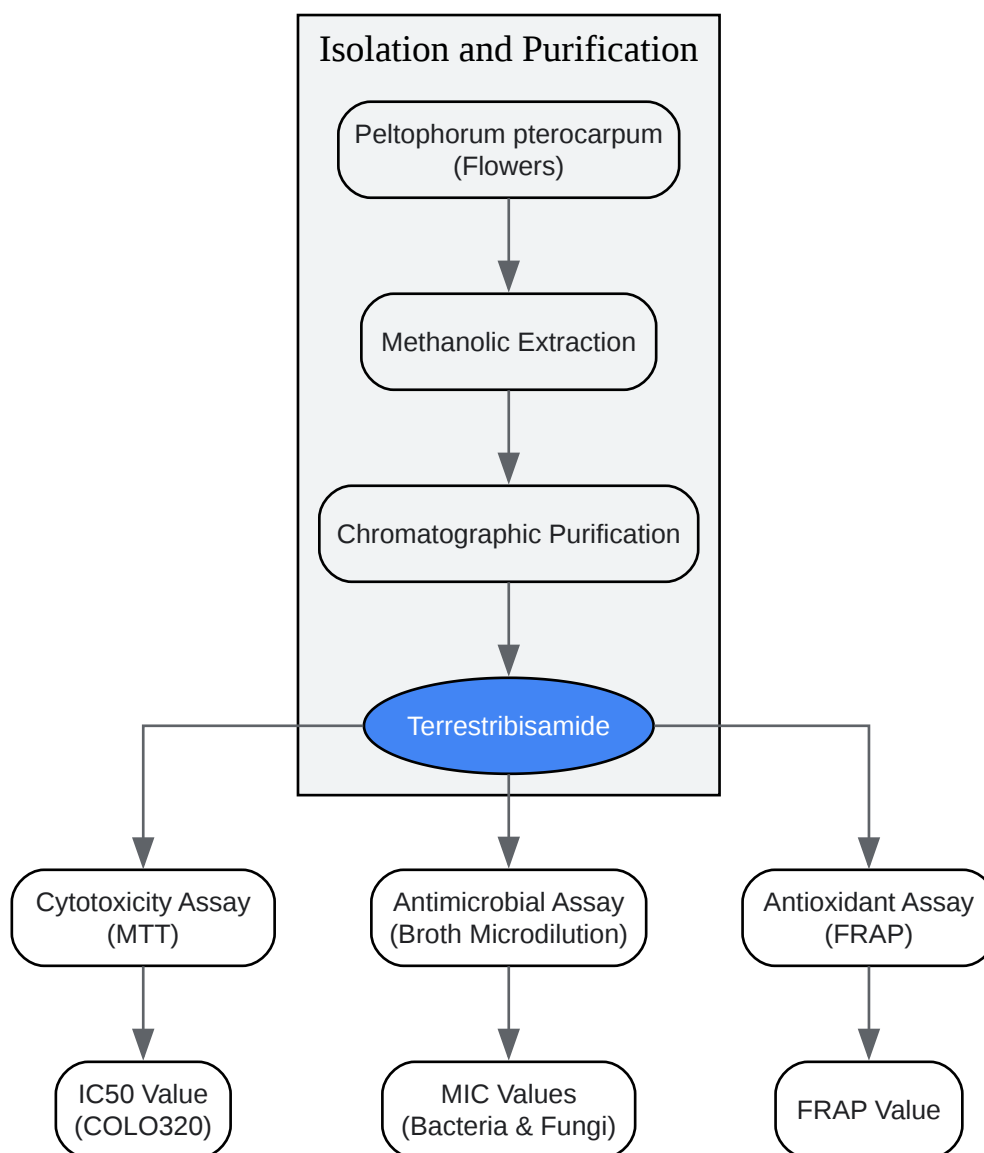 Isolation and Purification
Peltophorum pterocarpum
(Flowers)
Methanolic Extraction
Chromatographic Purification
Terrestribisamide
Cytotoxicity Assay
(MTT)
Antimicrobial Assay
(Broth Microdilution)
Antioxidant Assay
(FRAP)
IC50 Value
(COLO320)
MIC Values
(Bacteria & Fungi)
FRAP Value